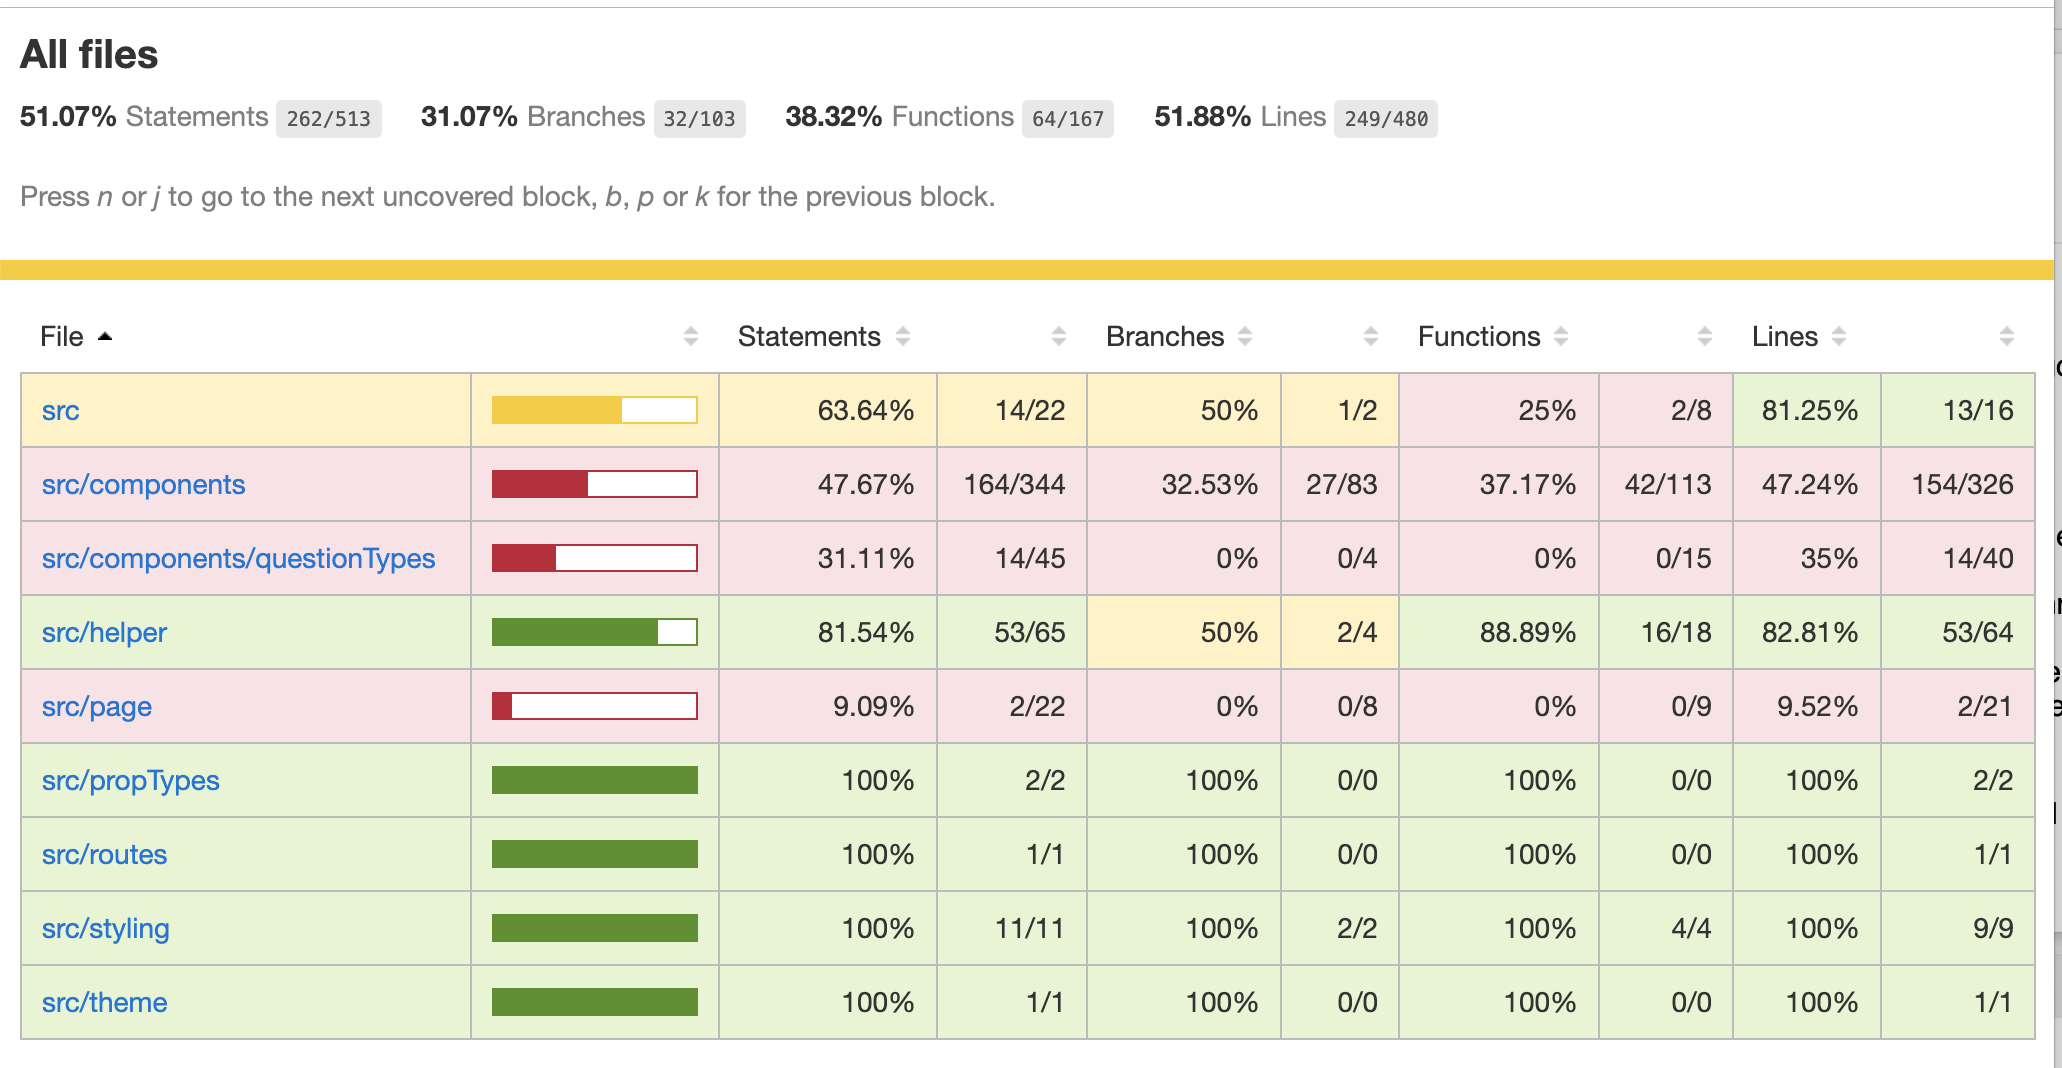 All files
51.07% Statements 262/513 31.07% Branches 32/103 38.32% Functions 64/167 51.88% Lines 249/480
Press n or j to go to the next uncovered block, b, p or k for the previous block.
File Statements Branches Functions Lines
src 63.64% 14/22 50% 1/2 25% 2/8 81.25% 13/16
src/components 47.67% 164/344 32.53% 27/83 37.17% 42/113 47.24% 154/326
src/components/questionTypes 31.11% 14/45 0% 0/4 0% 0/15 35% 14/40
src/helper 81.54% 53/65 50% 2/4 88.89% 16/18 82.81% 53/64
src/page 9.09% 2/22 0% 0/8 0% 0/9 9.52% 2/21
src/propTypes 100% 2/2 100% 0/0 100% 0/0 100% 2/2
src/routes 100% 1/1 100% 0/0 100% 0/0 100% 1/1
src/styling 100% 11/11 100% 2/2 100% 4/4 100% 9/9
src/theme 100% 1/1 100% 0/0 100% 0/0 100% 1/1